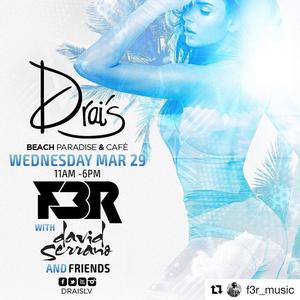 Drai's
BEACH PARADISE & CAFÉ
WEDNESDAY MAR 29
11AM -6PM
F3R
WITH david
serrano
AND FRIENDS
DRAISLV
f3r_music